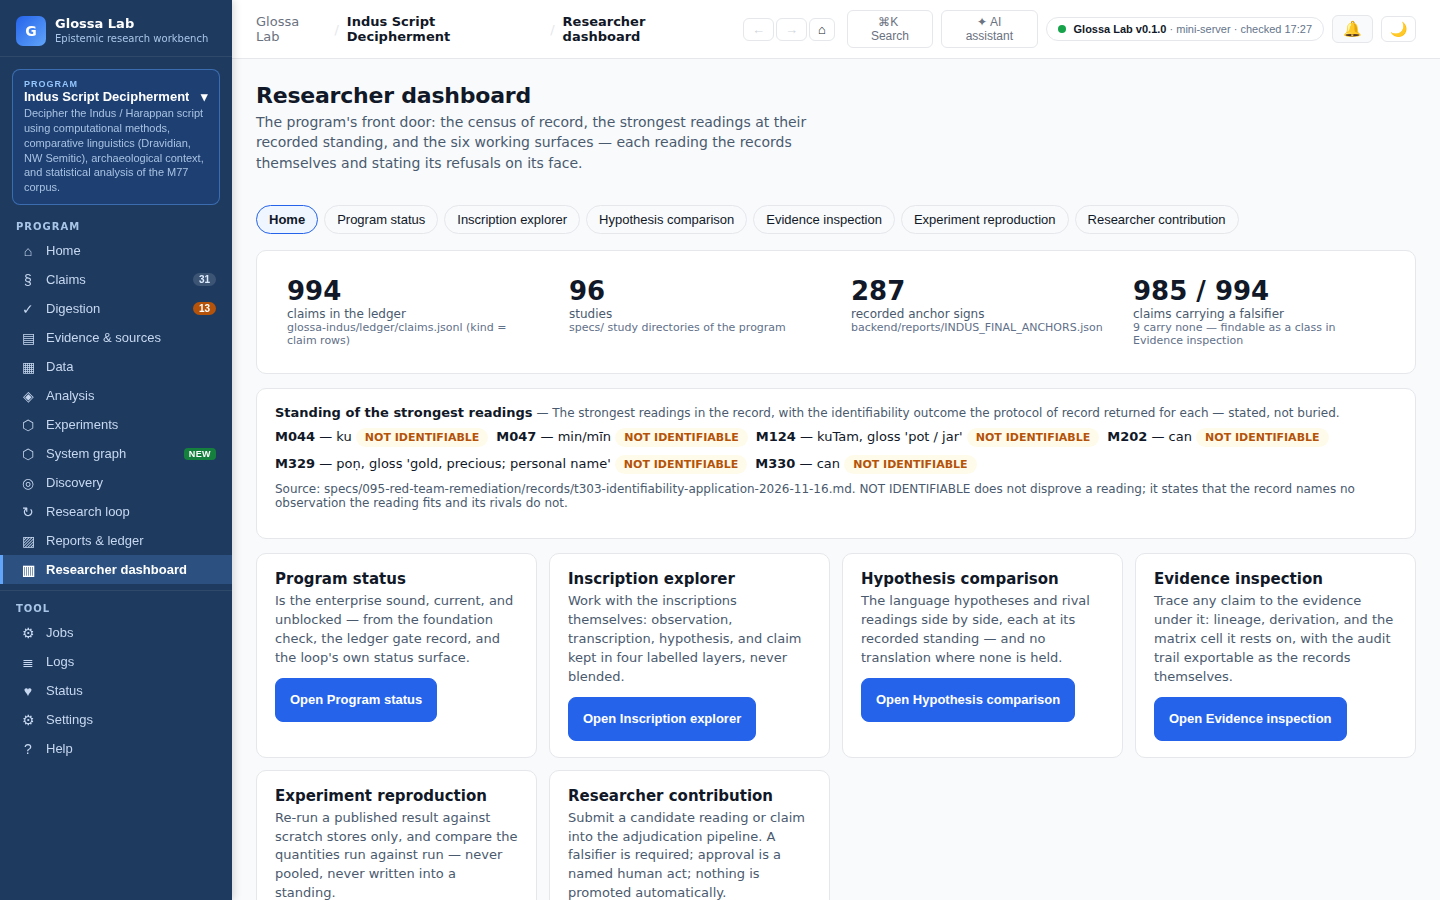 G
Glossa Lab
Epistemic research workbench
PROGRAM
Indus Script Decipherment ▼
Decipher the Indus / Harappan script
using computational methods,
comparative linguistics (Dravidian,
NW Semitic), archaeological context,
and statistical analysis of the M77
corpus.
PROGRAM
⌂ Home
§ Claims 31
✓ Digestion 13
▤ Evidence & sources
▦ Data
◈ Analysis
⬡ Experiments
⬡ System graph NEW
◎ Discovery
↻ Research loop
▨ Reports & ledger
▥ Researcher dashboard
TOOL
⚙ Jobs
≣ Logs
♥ Status
⚙ Settings
? Help
Glossa
Lab
/
Indus Script
Decipherment
/
Researcher
dashboard
← → ⌂
⌘K
Search
✦ AI
assistant
Glossa Lab v0.1.0 · mini-server · checked 17:27
🔔
🌙
Researcher dashboard
The program's front door: the census of record, the strongest readings at their
recorded standing, and the six working surfaces — each reading the records
themselves and stating its refusals on its face.
Home Program status Inscription explorer Hypothesis comparison Evidence inspection Experiment reproduction Researcher contribution
994
claims in the ledger
glossa-indus/ledger/claims.jsonl (kind =
claim rows)
96
studies
specs/ study directories of the program
287
recorded anchor signs
backend/reports/INDUS_FINAL_ANCHORS.json
985 / 994
claims carrying a falsifier
9 carry none — findable as a class in
Evidence inspection
Standing of the strongest readings — The strongest readings in the record, with the identifiability outcome the protocol of record returned for each — stated, not buried.
M044 — ku NOT IDENTIFIABLE M047 — min/mīn NOT IDENTIFIABLE M124 — kuTam, gloss 'pot / jar' NOT IDENTIFIABLE M202 — can NOT IDENTIFIABLE
M329 — pon, gloss 'gold, precious; personal name' NOT IDENTIFIABLE M330 — can NOT IDENTIFIABLE
Source: specs/095-red-team-remediation/records/t303-identifiability-application-2026-11-16.md. NOT IDENTIFIABLE does not disprove a reading; it states that the record names no
observation the reading fits and its rivals do not.
Program status
Is the enterprise sound, current, and
unblocked — from the foundation
check, the ledger gate record, and
the loop's own status surface.
Open Program status
Inscription explorer
Work with the inscriptions
themselves: observation,
transcription, hypothesis, and claim
kept in four labelled layers, never
blended.
Open Inscription explorer
Hypothesis comparison
The language hypotheses and rival
readings side by side, each at its
recorded standing — and no
translation where none is held.
Open Hypothesis comparison
Evidence inspection
Trace any claim to the evidence
under it: lineage, derivation, and the
matrix cell it rests on, with the audit
trail exportable as the records
themselves.
Open Evidence inspection
Experiment reproduction
Re-run a published result against
scratch stores only, and compare the
quantities run against run — never
pooled, never written into a
standing.
Researcher contribution
Submit a candidate reading or claim
into the adjudication pipeline. A
falsifier is required; approval is a
named human act; nothing is
promoted automatically.